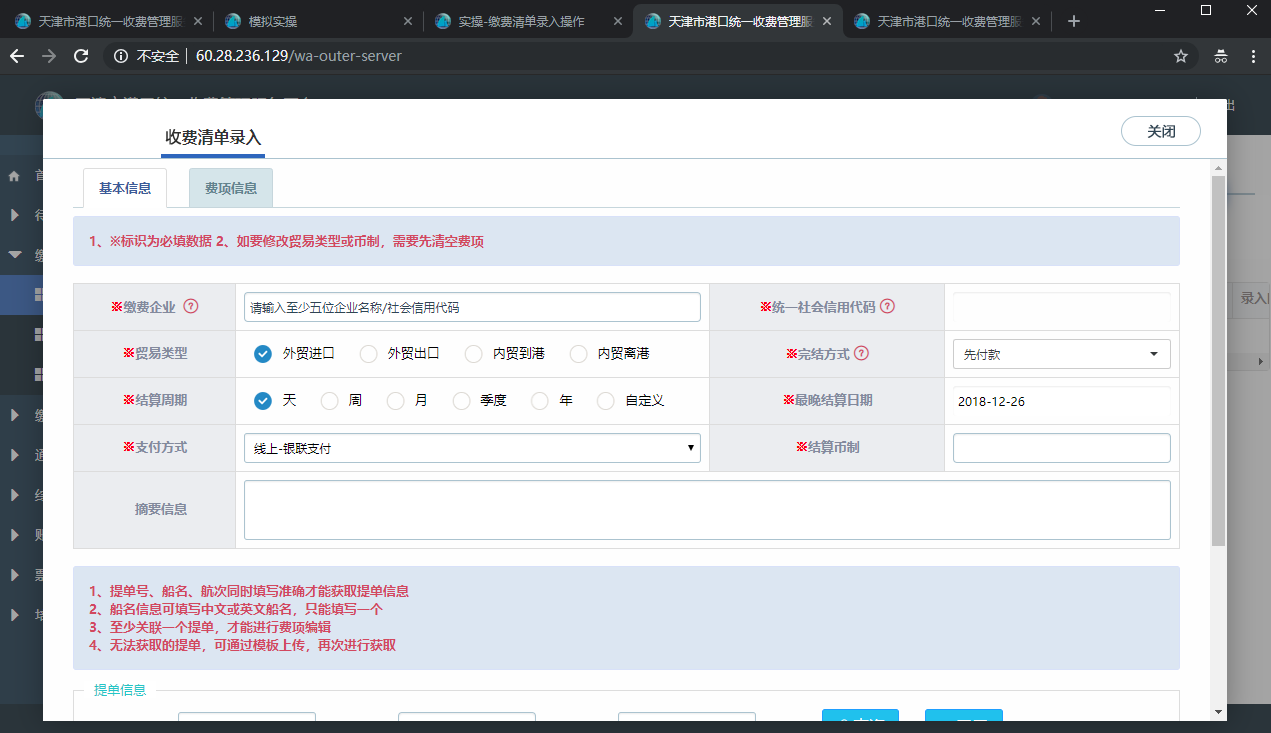 天津市港口统一收费管理服
模拟实操
实操-缴费清单录入操作
天津市港口统一收费管理服
天津市港口统一收费管理服
不安全 60.28.236.129/wa-outer-server
收费清单录入
关闭
基本信息
费项信息
1、※标识为必填数据 2、如要修改贸易类型或币制，需要先清空费项
※缴费企业
请输入至少五位企业名称/社会信用代码
※统一社会信用代码
※贸易类型
外贸进口 外贸出口 内贸到港 内贸离港
※完结方式
先付款
※结算周期
天 周 月 季度 年 自定义
※最晚结算日期
2018-12-26
※支付方式
线上-银联支付
※结算币制
摘要信息
录入
1、提单号、船名、航次同时填写准确才能获取提单信息
2、船名信息可填写中文或英文船名，只能填写一个
3、至少关联一个提单，才能进行费项编辑
4、无法获取的提单，可通过模板上传，再次进行获取
提单信息